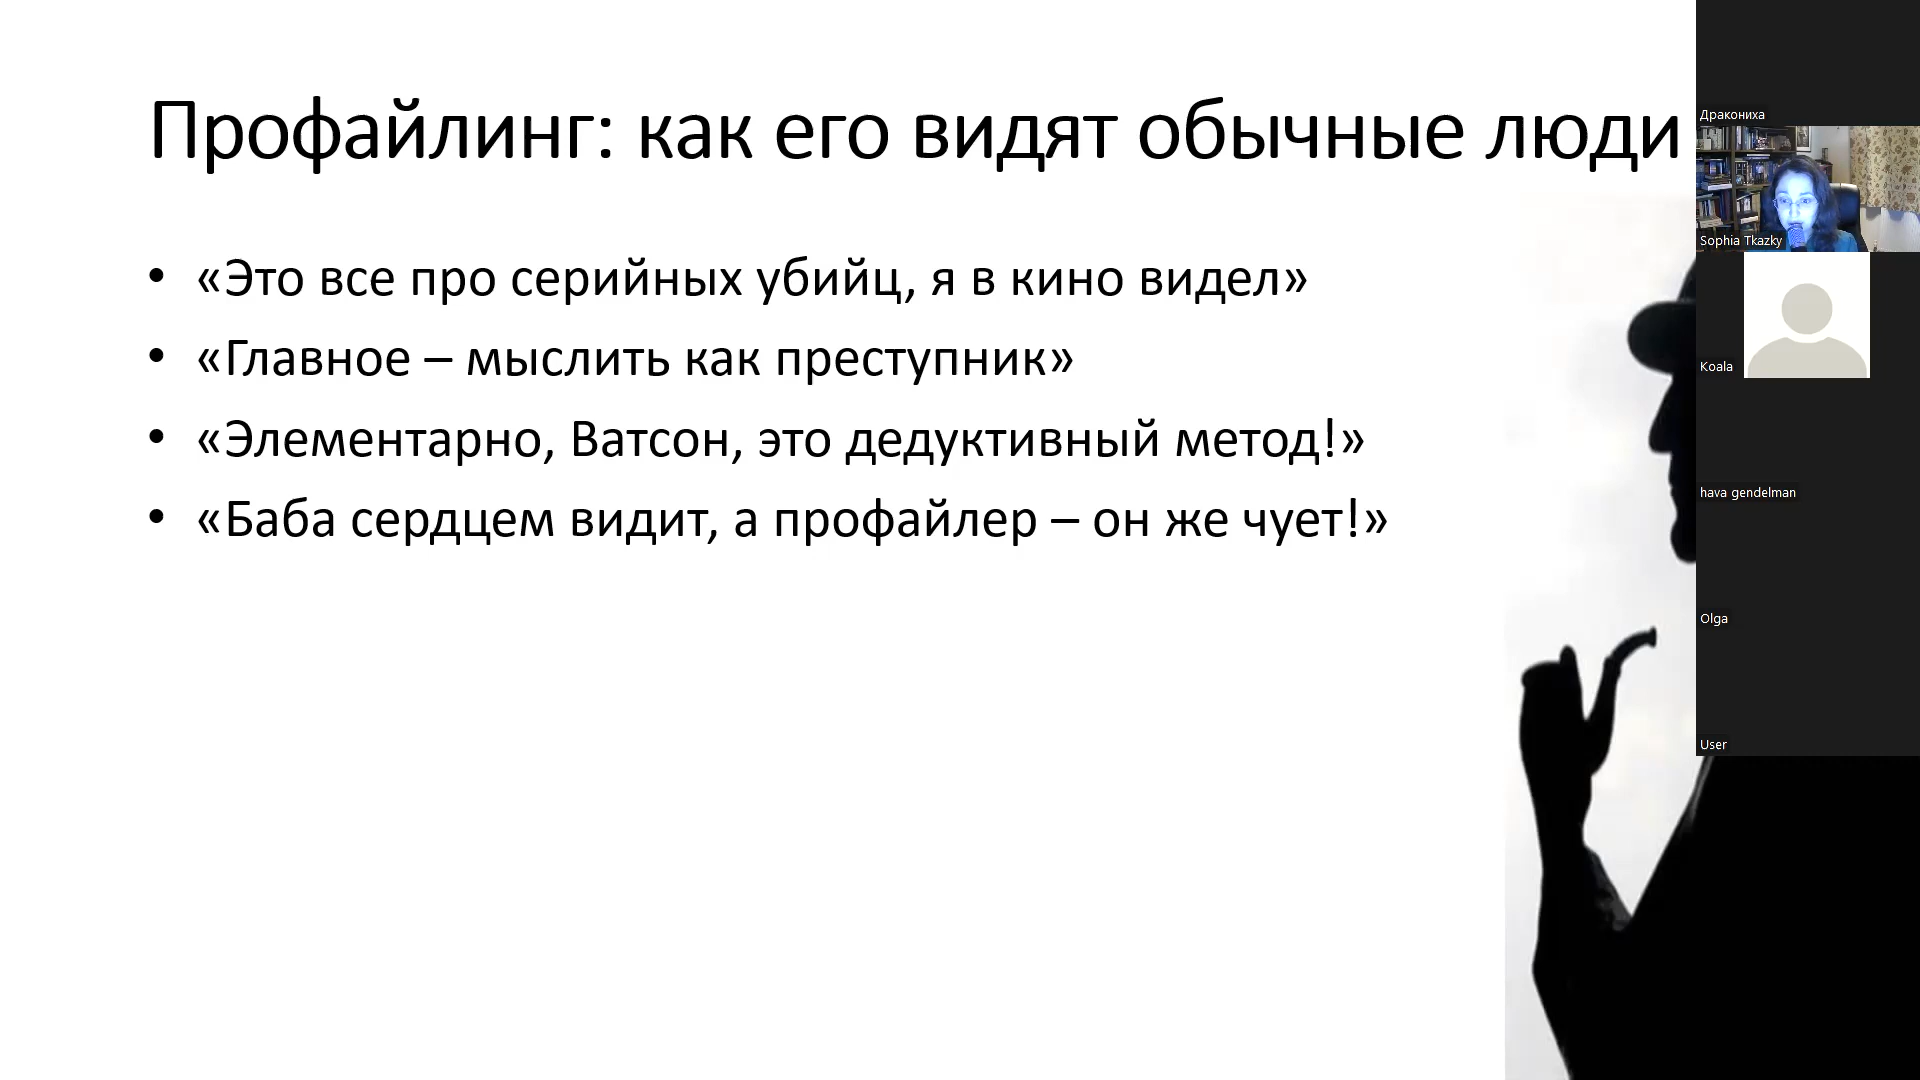 Профайлинг: как его видят обычные люди
• «Это все про серийных убийц, я в кино видел»
• «Главное – мыслить как преступник»
• «Элементарно, Ватсон, это дедуктивный метод!»
• «Баба сердцем видит, а профайлер – он же чует!»
Дракониха
Sophia Tkazky
Koala
hava gendelman
Olga
User